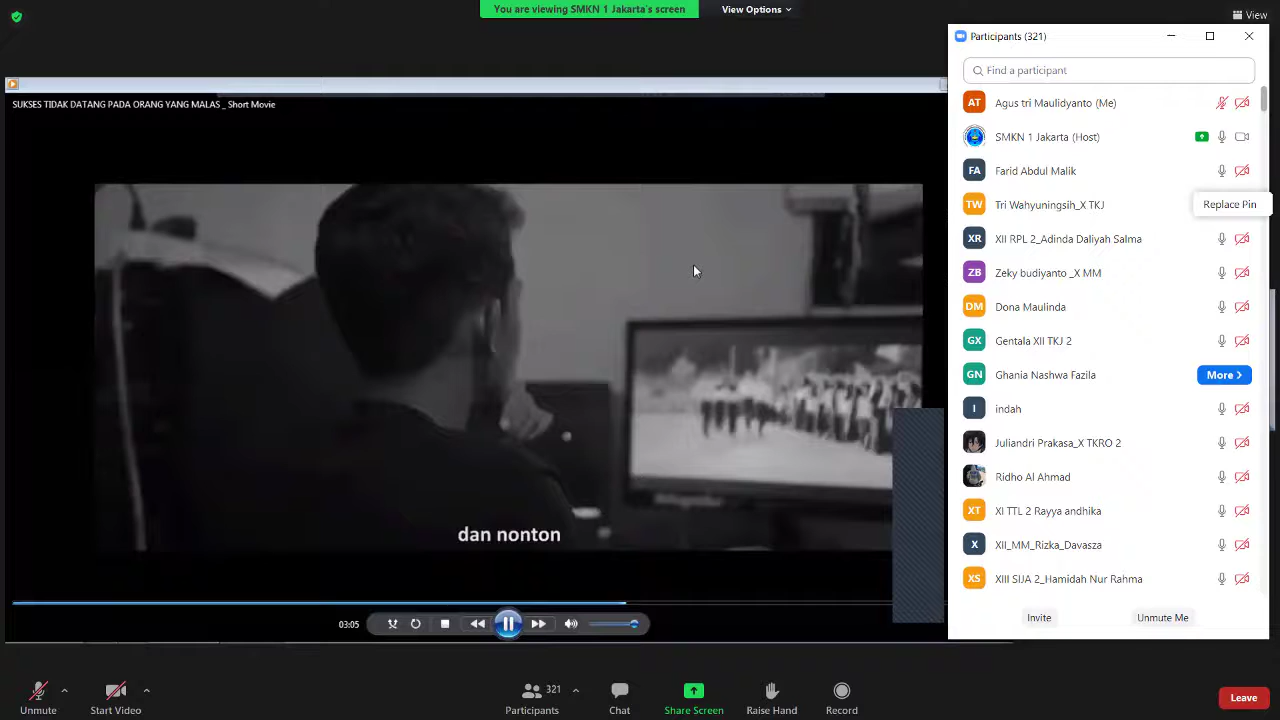 You are viewing SMKN 1 Jakarta's screen
View Options
View
Participants (321)
Find a participant
SUKSES TIDAK DATANG PADA ORANG YANG MALAS _ Short Movie
AT Agus tri Maulidyanto (Me)
SMKN 1 Jakarta (Host)
FA Farid Abdul Malik
TW Tri Wahyuningsih_X TKJ
Replace Pin
XR XII RPL 2_Adinda Daliyah Salma
ZB Zeky budiyanto _X MM
DM Dona Maulinda
GX Gentala XII TKJ 2
GN Ghania Nashwa Fazila
More
I indah
Juliandri Prakasa_X TKRO 2
Ridho Al Ahmad
XT XI TTL 2 Rayya andhika
X XII_MM_Rizka_Davasza
XS XIII SIJA 2_Hamidah Nur Rahma
dan nonton
03:05
Invite
Unmute Me
Unmute
Start Video
321
Participants
Chat
Share Screen
Raise Hand
Record
Leave